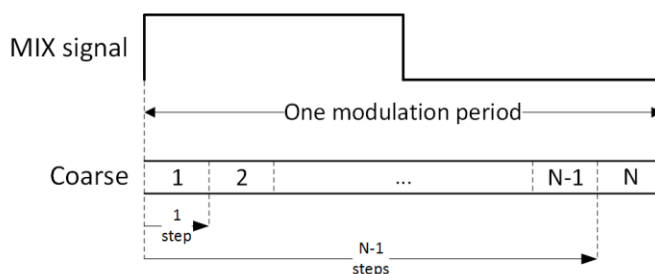 MIX signal
One modulation period
Coarse
1 2 ... N-1 N
1
step
N-1
steps